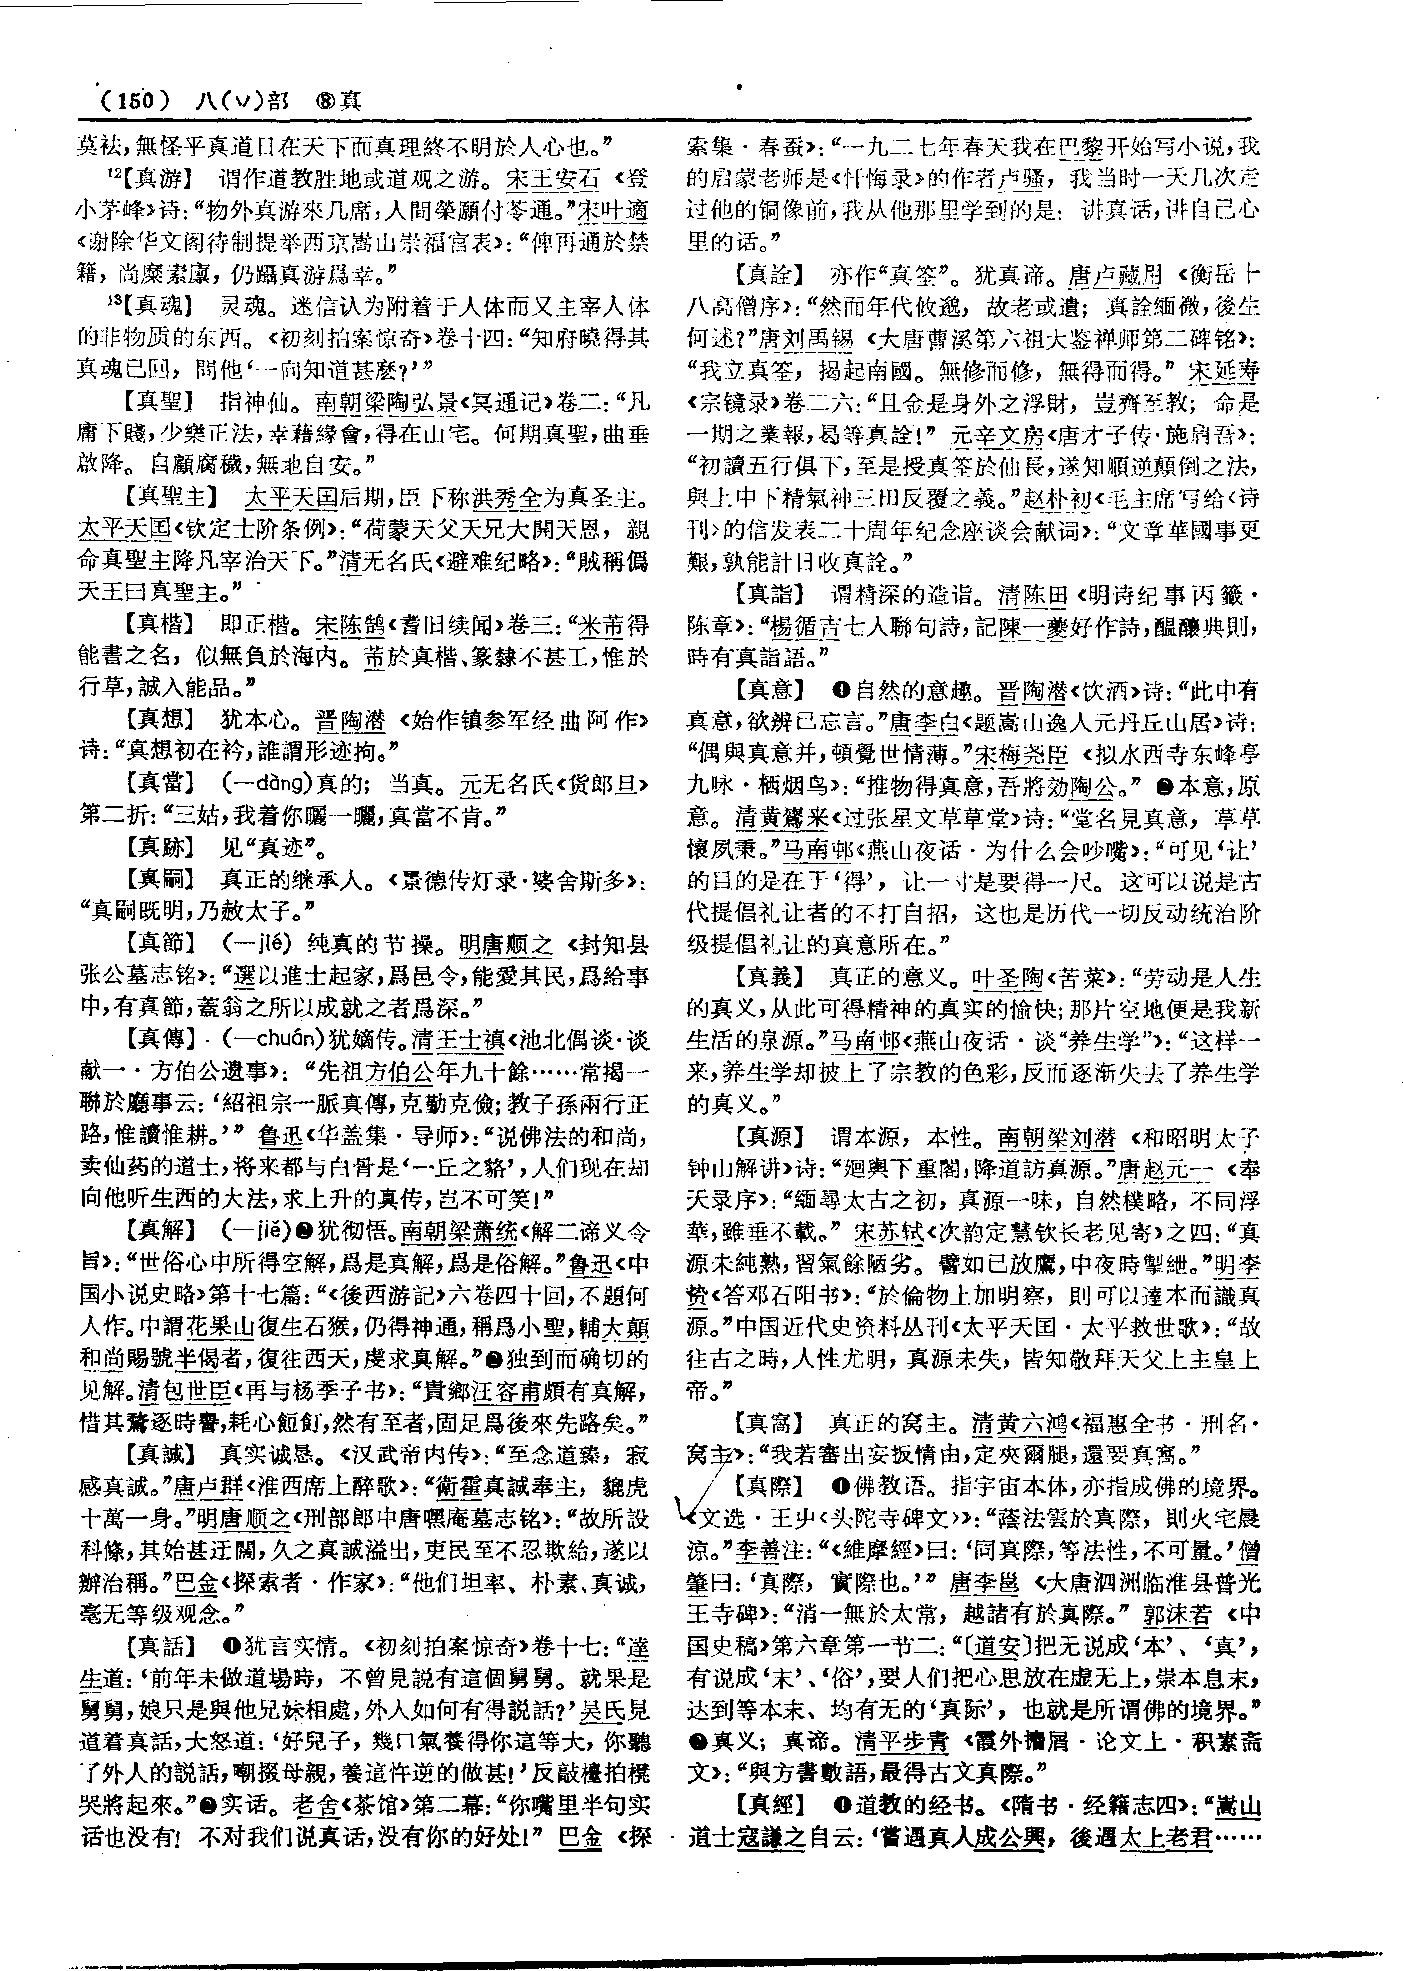 (150) 八(丷)部 ⑧真
莫袪，無怪乎真道日在天下而真理終不明於人心也。”
12【真游】 谓作道教胜地或道观之游。宋王安石《登
小茅峰》诗：“物外真游來几席，人間榮願付苓通。”宋叶適
《谢除华文阁待制提举西京嵩山崇福宫表》：“俾再通於禁
籍，尚糜素廩，仍躡真游爲幸。”
13【真魂】 灵魂。迷信认为附着于人体而又主宰人体
的非物质的东西。《初刻拍案惊奇》卷十四：“知府曉得其
真魂已回，問他‘一向知道甚麽?’”
【真聖】 指神仙。南朝梁陶弘景《冥通记》卷二：“凡
庸下賤，少樂正法，幸藉緣會，得在山宅。何期真聖，曲垂
啟降。自顧腐穢，無地自安。”
【真聖主】 太平天囯后期，臣下称洪秀全为真圣主。
太平天囯《钦定士阶条例》：“荷蒙天父天兄大開天恩，親
命真聖主降凡宰治天下。”清无名氏《避难纪略》：“賊稱僞
天王曰真聖主。”
【真楷】 即正楷。宋陈鹄《耆旧续闻》卷三：“米芾得
能書之名，似無負於海内。芾於真楷、篆隸不甚工，惟於
行草，誠入能品。”
【真想】 犹本心。晋陶潜《始作镇参军经曲阿作》
诗：“真想初在衿，誰謂形迹拘。”
【真當】 (—dàng)真的；当真。元无名氏《货郎旦》
第二折：“三姑，我着你曬一曬，真當不肯。”
【真跡】 见“真迹”。
【真嗣】 真正的继承人。《景德传灯录·婆舍斯多》：
“真嗣既明，乃赦太子。”
【真節】 (—jié) 纯真的节操。明唐顺之《封知县
张公墓志铭》：“選以進士起家，爲邑令，能愛其民，爲給事
中，有真節，蓋翁之所以成就之者爲深。”
【真傳】 (—chuán)犹嫡传。清王士禛《池北偶谈·谈
献一·方伯公遗事》：“先祖方伯公年九十餘……常揭一
聯於廳事云：‘紹祖宗一脈真傳，克勤克儉；教子孫兩行正
路，惟讀惟耕。’” 鲁迅《华盖集·导师》：“说佛法的和尚，
卖仙药的道士，将来都与白骨是‘一丘之貉’，人们现在却
向他听生西的大法，求上升的真传，岂不可笑!”
【真解】 (—jiě)❶犹彻悟。南朝梁萧统《解二谛义令
旨》：“世俗心中所得空解，爲是真解，爲是俗解。”鲁迅《中
国小说史略》第十七篇：“《後西游記》六卷四十回，不題何
人作。中謂花果山復生石猴，仍得神通，稱爲小聖，輔大顛
和尚賜號半偈者，復往西天，虔求真解。”❷独到而确切的
见解。清包世臣《再与杨季子书》：“貴鄉汪容甫頗有真解，
惜其鶩逐時譽，耗心飣餖，然有至者，固足爲後來先路矣。”
【真誠】 真实诚恳。《汉武帝内传》：“至念道臻，寂
感真誠。”唐卢群《淮西席上醉歌》：“衛霍真誠奉主，貔虎
十萬一身。”明唐顺之《刑部郎中唐嘿庵墓志铭》：“故所設
科條，其始甚迂闊，久之真誠溢出，吏民至不忍欺紿，遂以
辦治稱。”巴金《探索者·作家》：“他们坦率、朴素、真诚，
毫无等级观念。”
【真話】 ❶犹言实情。《初刻拍案惊奇》卷十七：“達
生道：‘前年未做道場時，不曾見説有這個舅舅。就果是
舅舅，娘只是與他兄妹相處，外人如何有得説話?’吴氏見
道着真話，大怒道：‘好兒子，幾口氣養得你這等大，你聽
了外人的説話，嘲撥母親，養這忤逆的做甚!’反敲檯拍櫈
哭將起來。”❷实话。老舍《茶馆》第二幕：“你嘴里半句实
话也没有! 不对我们说真话，没有你的好处!” 巴金《探
索集·春蚕》：“一九二七年春天我在巴黎开始写小说，我
的启蒙老师是《忏悔录》的作者卢骚，我当时一天几次走
过他的铜像前，我从他那里学到的是：讲真话，讲自己心
里的话。”
【真詮】 亦作“真筌”。犹真谛。唐卢藏用《衡岳十
八高僧序》：“然而年代攸邈，故老或遺；真詮緬微，後生
何述?”唐刘禹锡《大唐曹溪第六祖大鉴禅师第二碑铭》：
“我立真筌，揭起南國。無修而修，無得而得。” 宋延寿
《宗镜录》卷二六：“且金是身外之浮財，豈齊至教；命是
一期之業報，曷等真詮!” 元辛文房《唐才子传·施肩吾》：
“初讀五行俱下，至是授真筌於仙長，遂知順逆顛倒之法，
與上中下精氣神三田反覆之義。”赵朴初《毛主席写给〈诗
刊〉的信发表二十周年纪念座谈会献词》：“文章華國事更
艱，孰能計日收真詮。”
【真詣】 谓精深的造诣。清陈田《明诗纪事丙籤·
陈章》：“楊循吉七人聯句詩，記陳一夔好作詩，醖釀典則，
時有真詣語。”
【真意】 ❶自然的意趣。晋陶潜《饮酒》诗：“此中有
真意，欲辨已忘言。”唐李白《题嵩山逸人元丹丘山居》诗：
“偶與真意并，頓覺世情薄。”宋梅尧臣《拟水西寺东峰亭
九咏·栖烟鸟》：“推物得真意，吾將効陶公。” ❷本意，原
意。清黄鷟来《过张星文草草堂》诗：“堂名見真意，草草
懷夙秉。”马南邨《燕山夜话·为什么会吵嘴》：“可见‘让’
的目的是在于‘得’，让一寸是要得一尺。这可以说是古
代提倡礼让者的不打自招，这也是历代一切反动统治阶
级提倡礼让的真意所在。”
【真義】 真正的意义。叶圣陶《苦菜》：“劳动是人生
的真义，从此可得精神的真实的愉快；那片空地便是我新
生活的泉源。”马南邨《燕山夜话·谈“养生学”》：“这样一
来，养生学却披上了宗教的色彩，反而逐渐失去了养生学
的真义。”
【真源】 谓本源，本性。南朝梁刘潜《和昭明太子
钟山解讲》诗：“廻輿下重閣，降道訪真源。”唐赵元一《奉
天录序》：“緬尋太古之初，真源一味，自然樸略，不同浮
華，雖垂不載。” 宋苏轼《次韵定慧钦长老见寄》之四：“真
源未純熟，習氣餘陋劣。譬如已放鷹，中夜時掣紲。”明李
贽《答邓石阳书》：“於倫物上加明察，則可以達本而識真
源。”中国近代史资料丛刊《太平天囯·太平救世歌》：“故
往古之時，人性尤明，真源未失，皆知敬拜天父上主皇上
帝。”
【真窩】 真正的窝主。清黄六鸿《福惠全书·刑名·
窝主》：“我若審出妄扳情由，定夾爾腿，還要真窩。”
【真際】 ❶佛教语。指宇宙本体，亦指成佛的境界。
《文选·王屮〈头陀寺碑文〉》：“蔭法雲於真際，則火宅晨
涼。”李善注：“《維摩經》曰：‘同真際，等法性，不可量。’僧
肇曰：‘真際，實際也。’” 唐李邕《大唐泗洲临淮县普光
王寺碑》：“消一無於太常，越諸有於真際。” 郭沫若《中
国史稿》第六章第一节二：“〔道安〕把无说成‘本’、‘真’，
有说成‘末’、‘俗’，要人们把心思放在虚无上，崇本息末，
达到等本末、均有无的‘真际’，也就是所谓佛的境界。”
❷真义；真谛。清平步青《霞外攟屑·论文上·积素斋
文》：“與方書數語，最得古文真際。”
【真經】 ❶道教的经书。《隋书·经籍志四》：“嵩山
道士寇謙之自云：‘嘗遇真人成公興，後遇太上老君……